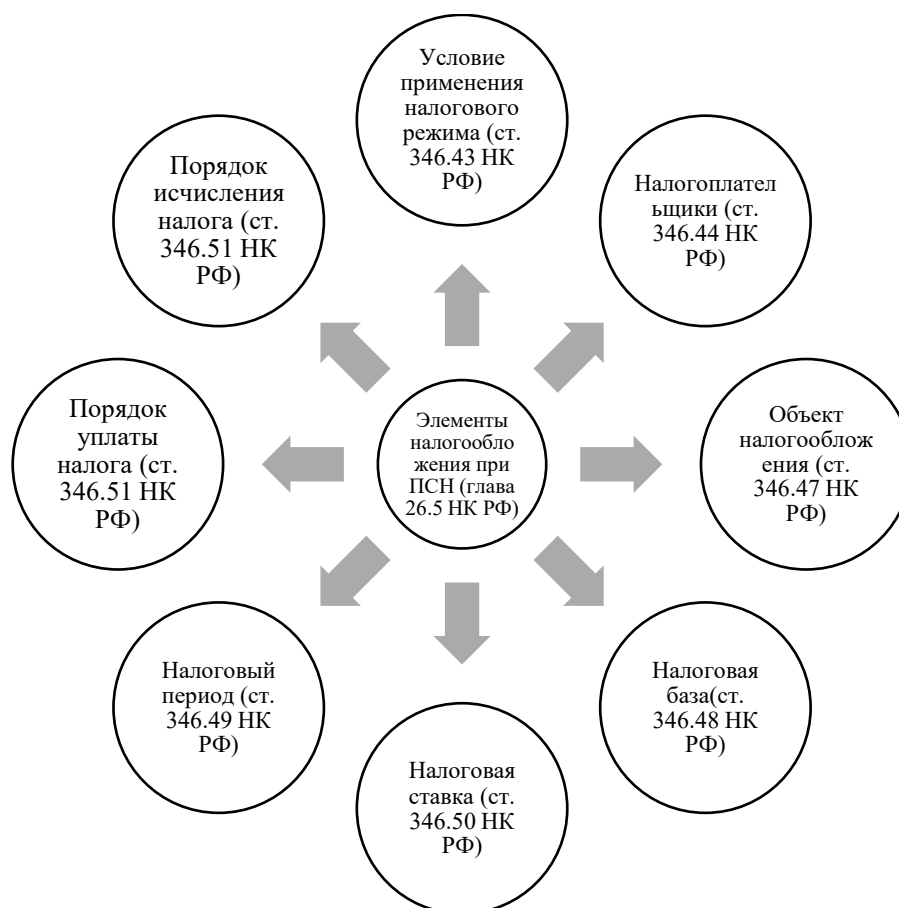 Условие
применения
налогового
режима (ст.
346.43 НК
РФ)
Налогоплател
ьщики (ст.
346.44 НК
РФ)
Объект
налогооблож
ения (ст.
346.47 НК
РФ)
Налоговая
база(ст.
346.48 НК
РФ)
Налоговая
ставка (ст.
346.50 НК
РФ)
Налоговый
период (ст.
346.49 НК
РФ)
Порядок
уплаты
налога (ст.
346.51 НК
РФ)
Порядок
исчисления
налога (ст.
346.51 НК
РФ)
Элементы
налогообло
жения при
ПСН (глава
26.5 НК РФ)